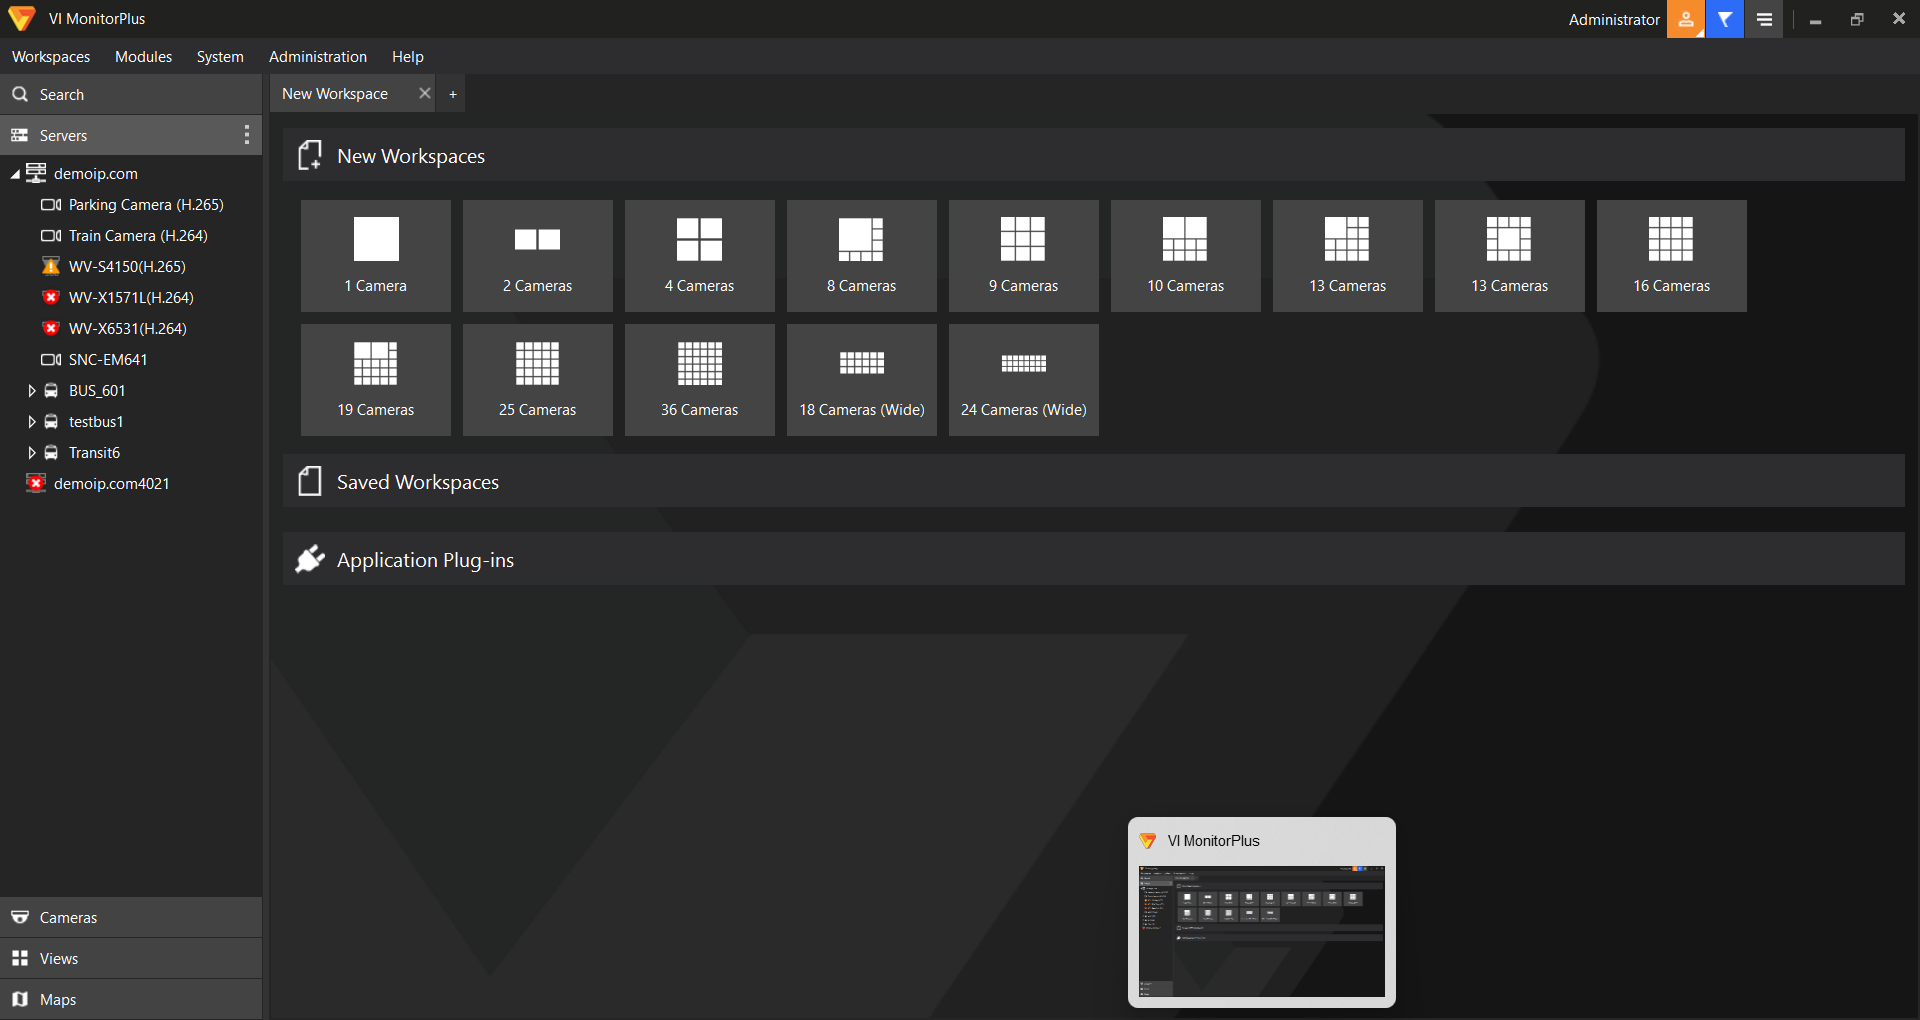 VI MonitorPlus
Administrator
Workspaces Modules System Administration Help
Search
New Workspace +
Servers
demoip.com
Parking Camera (H.265)
Train Camera (H.264)
WV-S4150(H.265)
WV-X1571L(H.264)
WV-X6531(H.264)
SNC-EM641
BUS_601
testbus1
Transit6
demoip.com4021
Cameras
Views
Maps
New Workspaces
1 Camera
2 Cameras
4 Cameras
8 Cameras
9 Cameras
10 Cameras
13 Cameras
13 Cameras
16 Cameras
19 Cameras
25 Cameras
36 Cameras
18 Cameras (Wide)
24 Cameras (Wide)
Saved Workspaces
Application Plug-ins
VI MonitorPlus